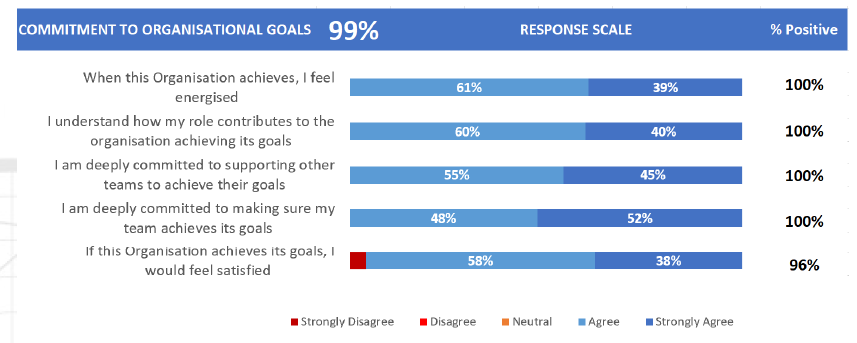 COMMITMENT TO ORGANISATIONAL GOALS 99% RESPONSE SCALE % Positive
When this Organisation achieves, I feel
energised
61% 39% 100%
I understand how my role contributes to the
organisation achieving its goals
60% 40% 100%
I am deeply committed to supporting other
teams to achieve their goals
55% 45% 100%
I am deeply committed to making sure my
team achieves its goals
48% 52% 100%
If this Organisation achieves its goals, I
would feel satisfied
58% 38% 96%
Strongly Disagree Disagree Neutral Agree Strongly Agree